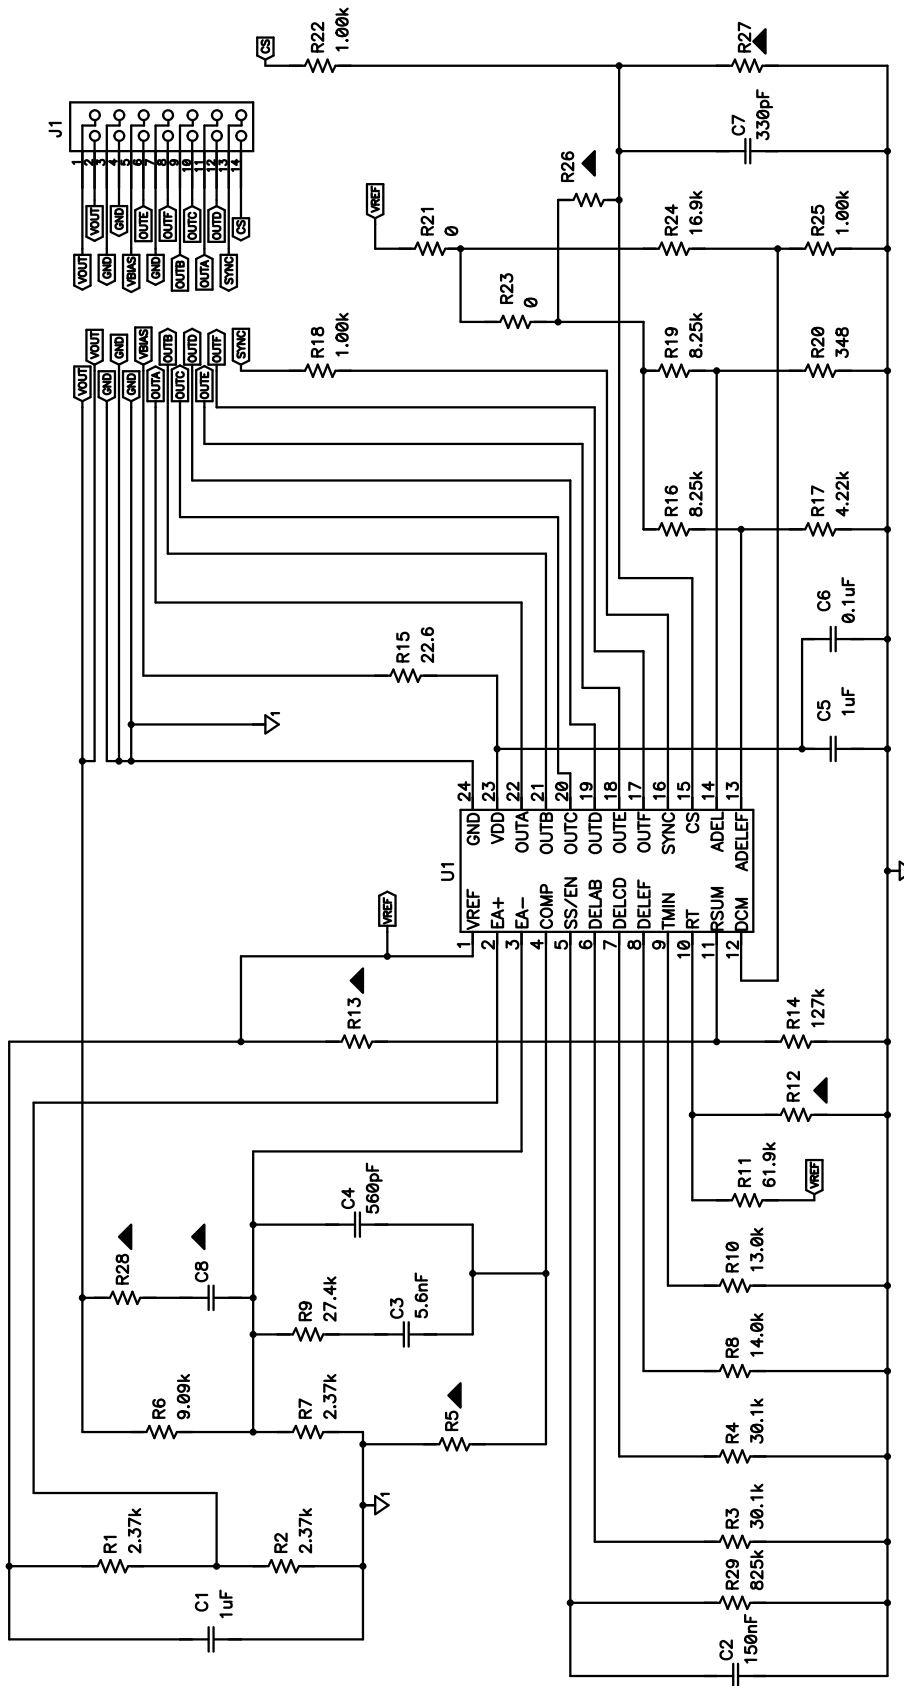 J1
1
2
3
4
5
6
7
8
9
10
11
12
13
14
VOUT
VOUT
GND
GND
VBIAS
OUTE
GND
OUTF
OUTB
OUTC
OUTA
OUTD
SYNC
CS
CS
R22
1.00k
R27
C7
330pF
R26
VREF
R21
0
R24
16.9k
R25
1.00k
R23
0
R19
8.25k
R20
348
R16
8.25k
R17
4.22k
VOUT
VOUT
GND
GND
GND
VBIAS
OUTA
OUTB
OUTC
OUTD
OUTE
OUTF
SYNC
R18
1.00k
R15
22.6
C6
0.1uF
C5
1uF
1
U1
24 GND
23 VDD
22 OUTA
21 OUTB
20 OUTC
19 OUTD
18 OUTE
17 OUTF
16 SYNC
15 CS
14 ADEL
13 ADELEF
1 VREF
2 EA+
3 EA-
4 COMP
5 SS/EN
6 DELAB
7 DELCD
8 DELEF
9 TMIN
10 RT
11 RSUM
12 DCM
VREF
R13
R14
127k
R12
R11
61.9k
VREF
R10
13.0k
R8
14.0k
R4
30.1k
R3
30.1k
R29
825k
C2
150nF
R28
C8
C4
560pF
R9
27.4k
C3
5.6nF
R6
9.09k
R7
2.37k
R5
1
R1
2.37k
R2
2.37k
C1
1uF